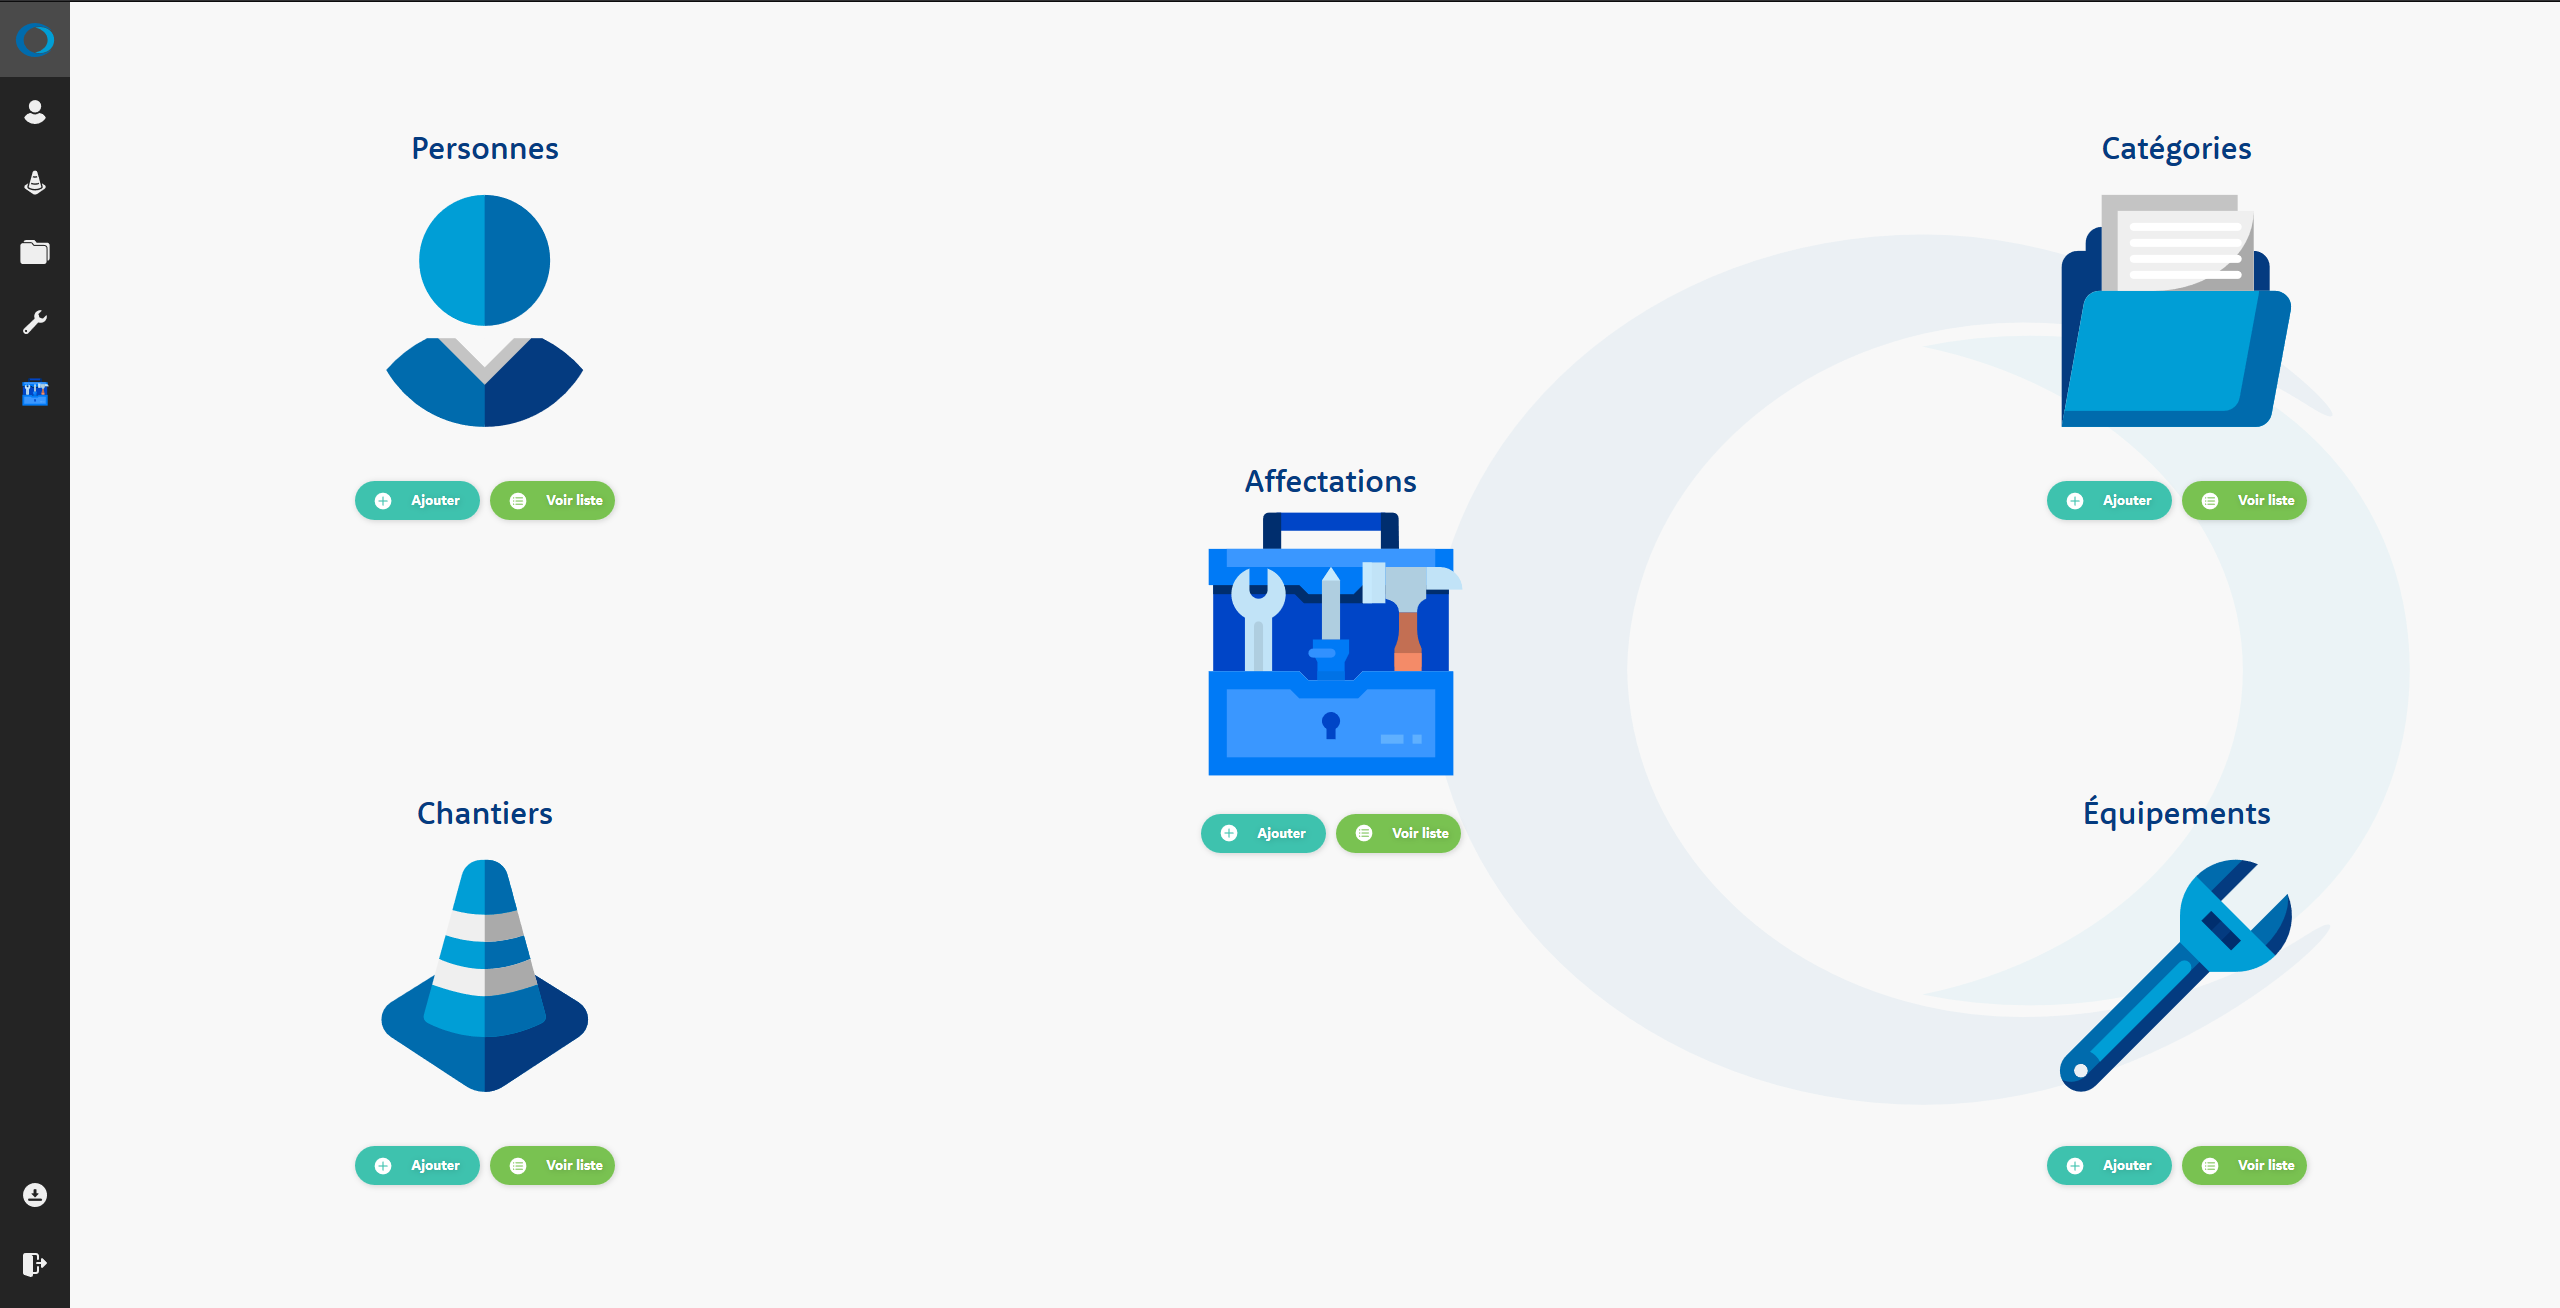 Personnes
Catégories
Ajouter
Voir liste
Affectations
Ajouter
Voir liste
Ajouter
Voir liste
Chantiers
Équipements
Ajouter
Voir liste
Ajouter
Voir liste